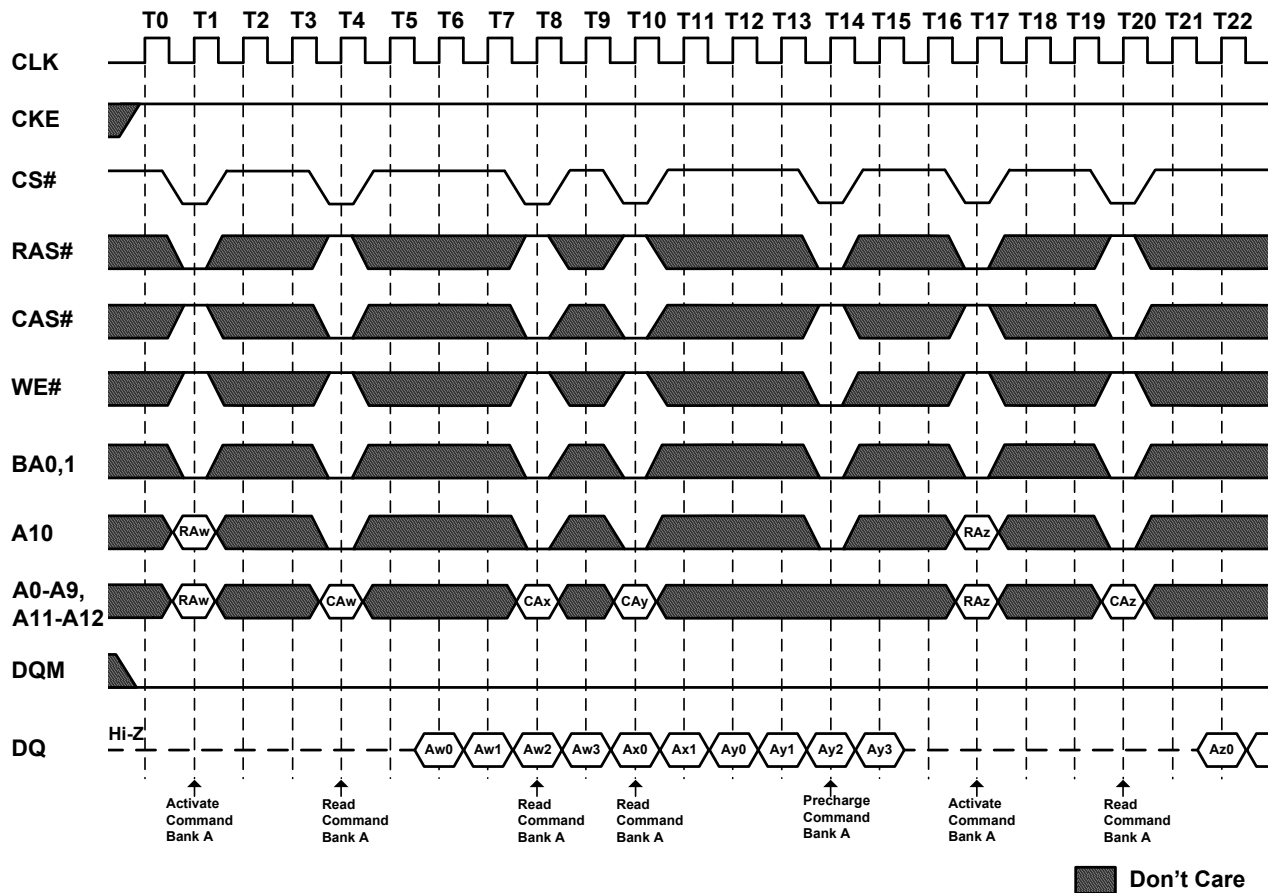 T0 T1 T2 T3 T4 T5 T6 T7 T8 T9 T10 T11 T12 T13 T14 T15 T16 T17 T18 T19 T20 T21 T22
CLK
CKE
CS#
RAS#
CAS#
WE#
BA0,1
A10
RAw RAz
A0-A9,
A11-A12
RAw CAw CAx CAy RAz CAz
DQM
DQ
Hi-Z
Aw0 Aw1 Aw2 Aw3 Ax0 Ax1 Ay0 Ay1 Ay2 Ay3 Az0
Activate
Command
Bank A
Read
Command
Bank A
Read
Command
Bank A
Read
Command
Bank A
Precharge
Command
Bank A
Activate
Command
Bank A
Read
Command
Bank A
Don't Care